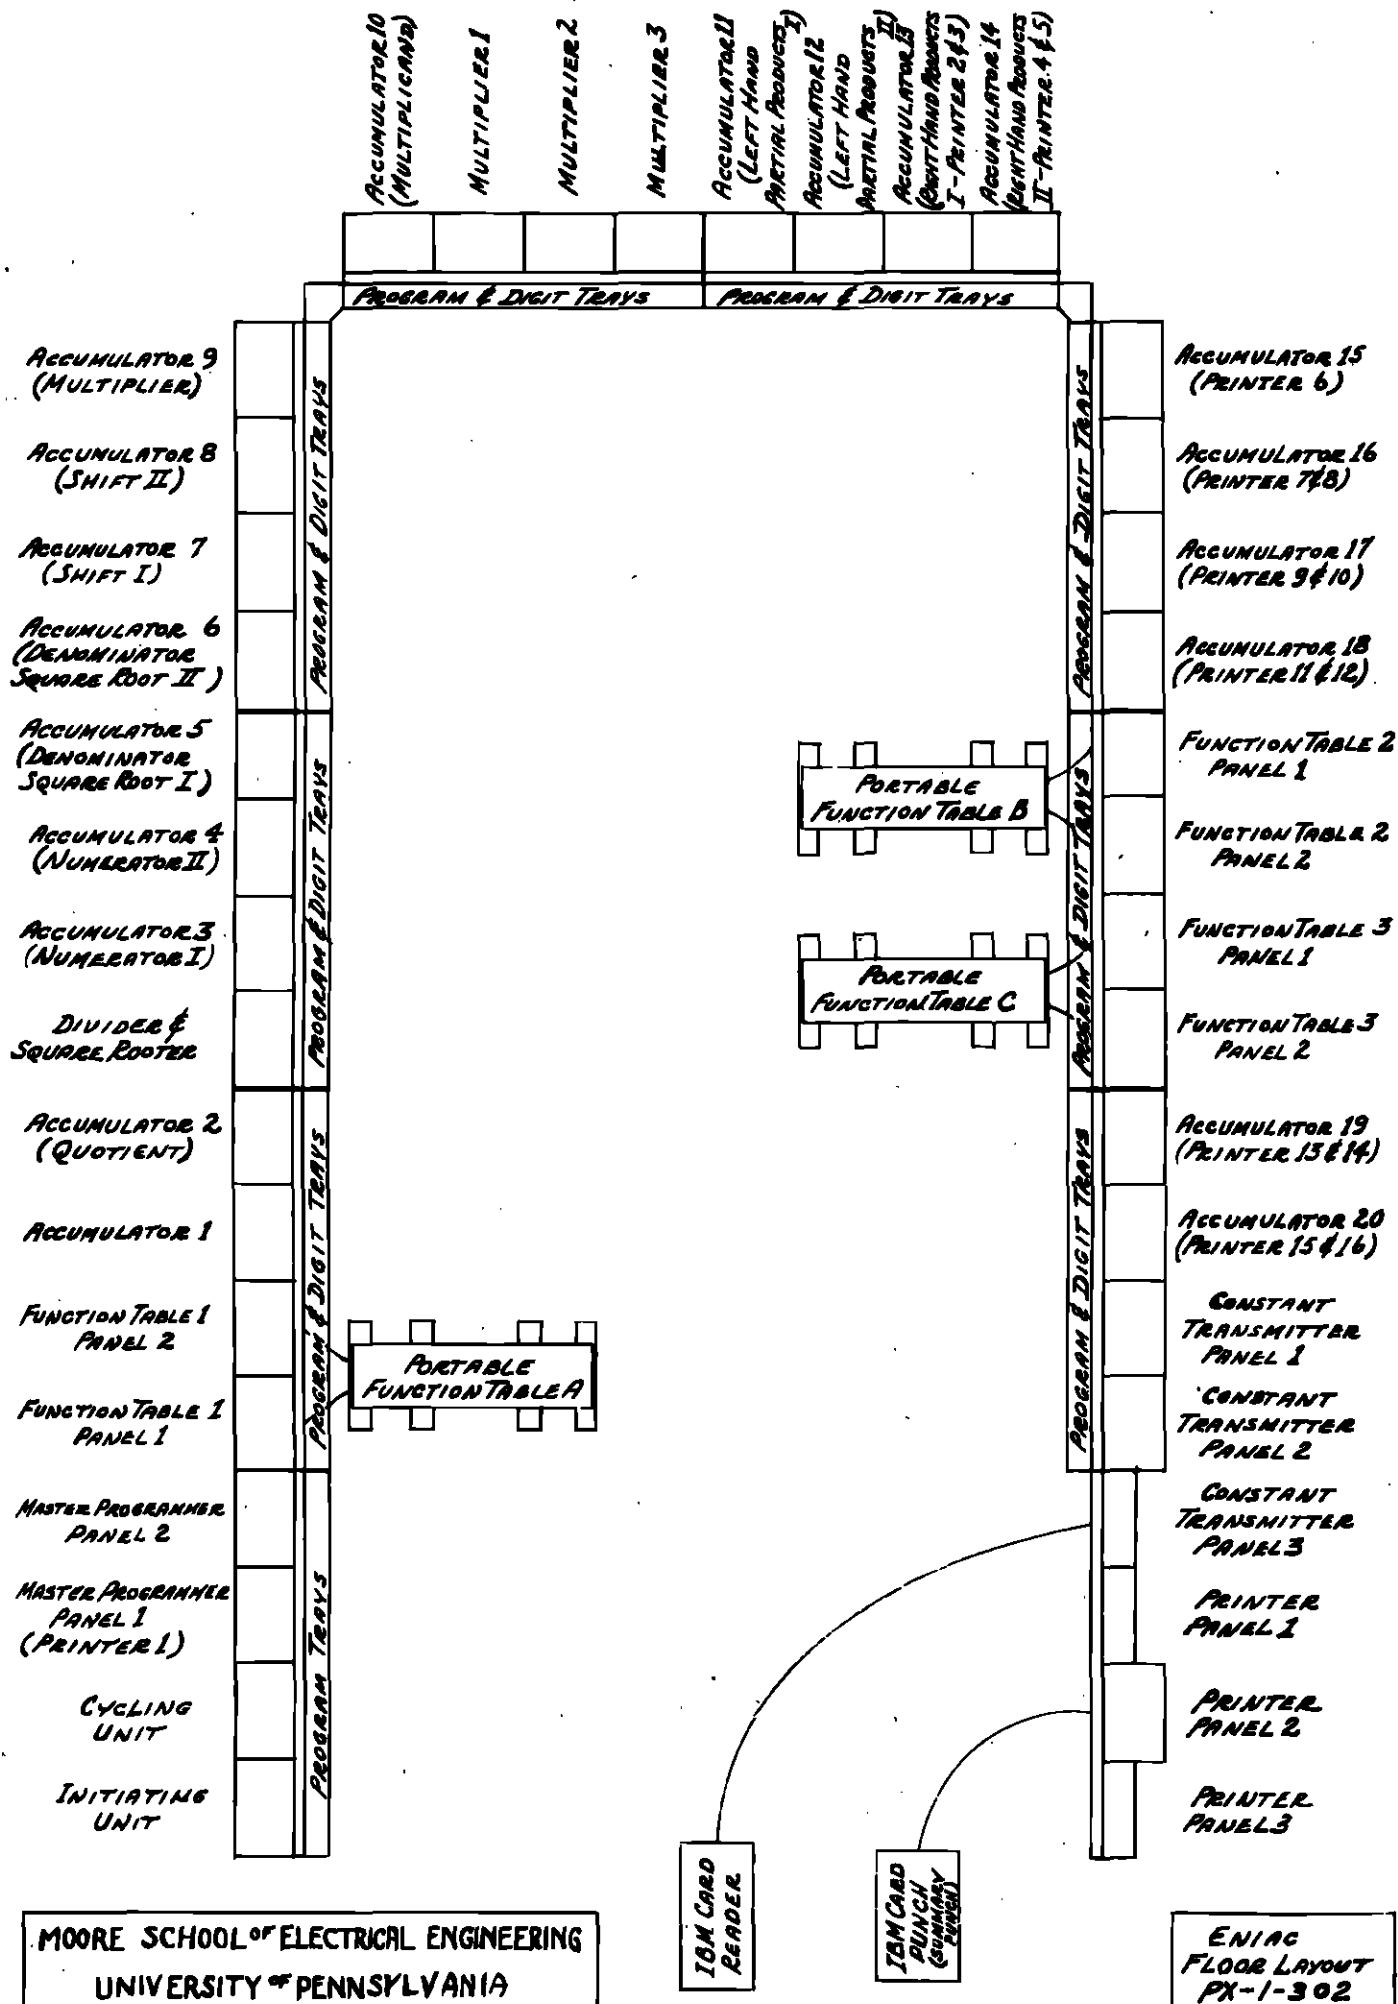 ACCUMULATOR 10
(MULTIPLICAND)
MULTIPLIER 1
MULTIPLIER 2
MULTIPLIER 3
ACCUMULATOR 11
(LEFT HAND
PARTIAL PRODUCTS I)
ACCUMULATOR 12
(LEFT HAND
PARTIAL PRODUCTS II)
ACCUMULATOR 13
(RIGHT HAND PRODUCTS
I-PRINTER 2 & 3)
ACCUMULATOR 14
(RIGHT HAND PRODUCTS
II-PRINTER 4 & 5)
PROGRAM & DIGIT TRAYS
PROGRAM & DIGIT TRAYS
ACCUMULATOR 9
(MULTIPLIER)
ACCUMULATOR 8
(SHIFT II)
ACCUMULATOR 7
(SHIFT I)
ACCUMULATOR 6
(DENOMINATOR
SQUARE ROOT II)
ACCUMULATOR 5
(DENOMINATOR
SQUARE ROOT I)
ACCUMULATOR 4
(NUMERATOR II)
ACCUMULATOR 3
(NUMERATOR I)
DIVIDER &
SQUARE ROOTER
ACCUMULATOR 2
(QUOTIENT)
ACCUMULATOR 1
FUNCTION TABLE 1
PANEL 2
FUNCTION TABLE 1
PANEL 1
MASTER PROGRAMMER
PANEL 2
MASTER PROGRAMMER
PANEL 1
(PRINTER 1)
CYCLING
UNIT
INITIATING
UNIT
PROGRAM & DIGIT TRAYS
PROGRAM & DIGIT TRAYS
PROGRAM & DIGIT TRAYS
PROGRAM TRAYS
PORTABLE
FUNCTION TABLE A
PORTABLE
FUNCTION TABLE B
PORTABLE
FUNCTION TABLE C
PROGRAM & DIGIT TRAYS
PROGRAM & DIGIT TRAYS
PROGRAM & DIGIT TRAYS
ACCUMULATOR 15
(PRINTER 6)
ACCUMULATOR 16
(PRINTER 7&8)
ACCUMULATOR 17
(PRINTER 9 & 10)
ACCUMULATOR 18
(PRINTER 11 & 12)
FUNCTION TABLE 2
PANEL 1
FUNCTION TABLE 2
PANEL 2
FUNCTION TABLE 3
PANEL 1
FUNCTION TABLE 3
PANEL 2
ACCUMULATOR 19
(PRINTER 13 & 14)
ACCUMULATOR 20
(PRINTER 15 & 16)
CONSTANT
TRANSMITTER
PANEL 1
CONSTANT
TRANSMITTER
PANEL 2
CONSTANT
TRANSMITTER
PANEL 3
PRINTER
PANEL 1
PRINTER
PANEL 2
PRINTER
PANEL 3
IBM CARD
READER
IBM CARD
PUNCH
(SUMMARY
PUNCH)
MOORE SCHOOL OF ELECTRICAL ENGINEERING
UNIVERSITY OF PENNSYLVANIA
ENIAC
FLOOR LAYOUT
PX-1-302